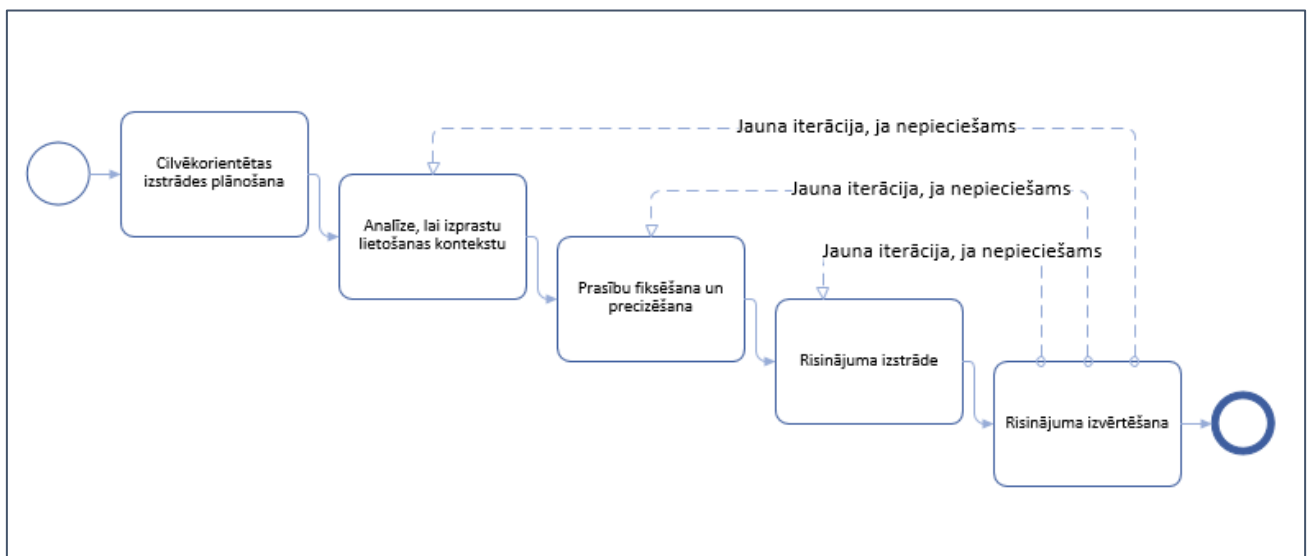 Jauna iterācija, ja nepieciešams
Cilvēkorientētas
izstrādes plānošana
Jauna iterācija, ja nepieciešams
Analīze, lai izprastu
lietošanas kontekstu
Jauna iterācija, ja nepieciešams
Prasību fiksēšana un
precizēšana
Risinājuma izstrāde
Risinājuma izvērtēšana